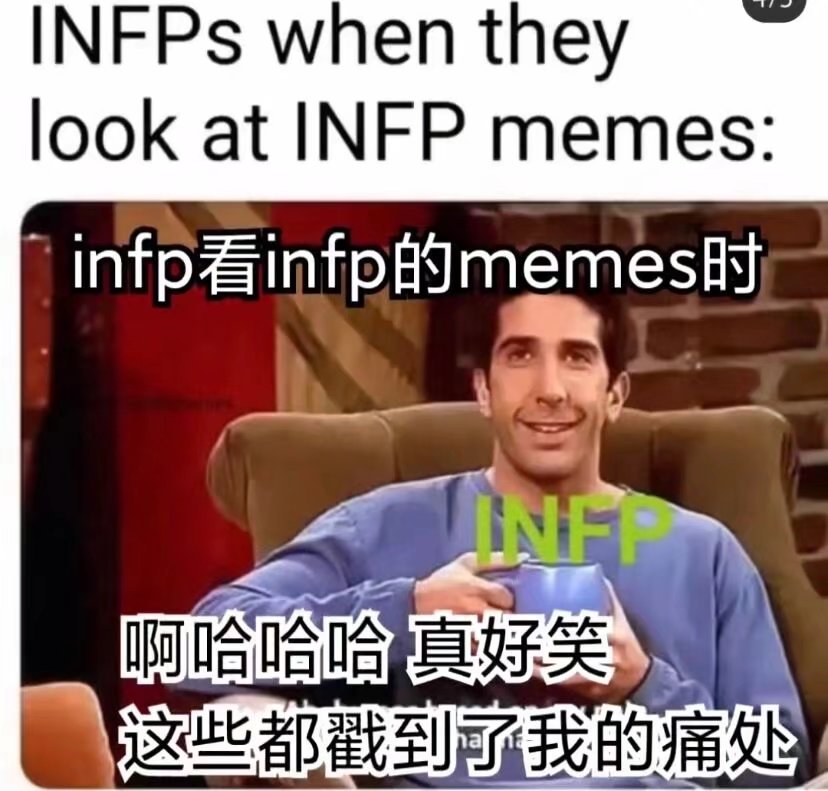 INFPs when they
look at INFP memes:
infp看infp的memes时
INFP
啊哈哈哈 真好笑
这些都戳到了我的痛处